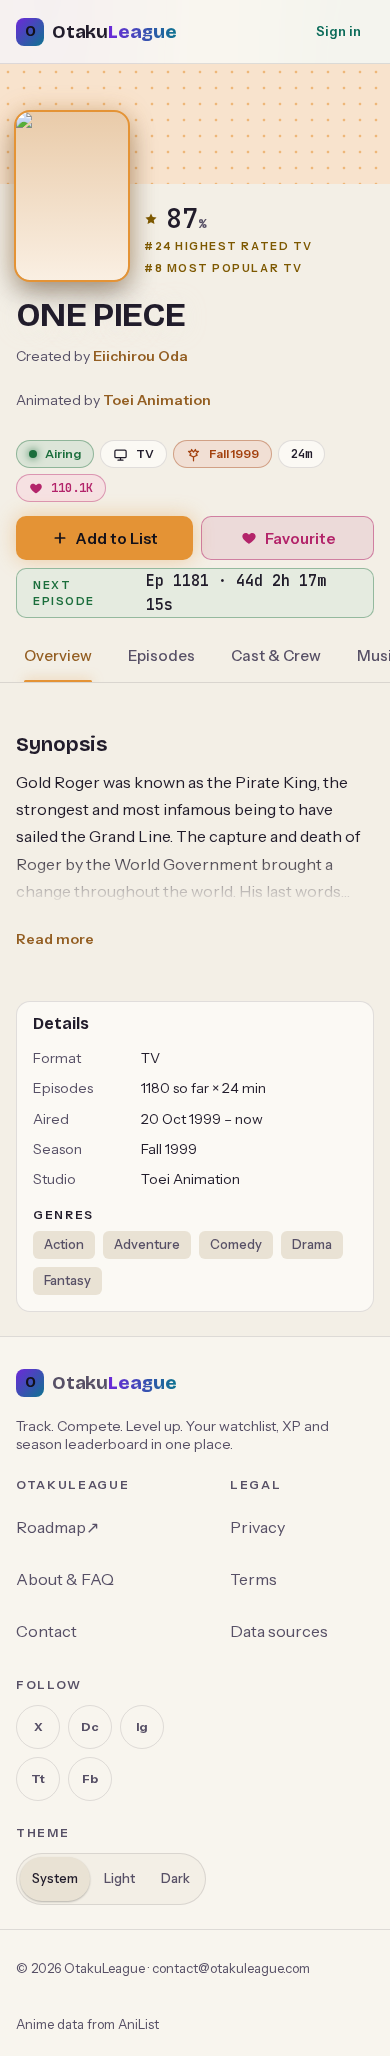 O OtakuLeague Sign in
★ 87%
#24 HIGHEST RATED TV
#8 MOST POPULAR TV
ONE PIECE
Created by Eiichirou Oda
Animated by Toei Animation
Airing TV Fall 1999 24m
110.1K
+ Add to List Favourite
NEXT EPISODE Ep 1181 · 44d 2h 17m 15s
Overview Episodes Cast & Crew Musi
Synopsis
Gold Roger was known as the Pirate King, the
strongest and most infamous being to have
sailed the Grand Line. The capture and death of
Roger by the World Government brought a
change throughout the world. His last words...
Read more
Details
Format TV
Episodes 1180 so far × 24 min
Aired 20 Oct 1999 – now
Season Fall 1999
Studio Toei Animation
GENRES
Action Adventure Comedy Drama
Fantasy
O OtakuLeague
Track. Compete. Level up. Your watchlist, XP and
season leaderboard in one place.
OTAKULEAGUE LEGAL
Roadmap↗ Privacy
About & FAQ Terms
Contact Data sources
FOLLOW
X Dc Ig
Tt Fb
THEME
System Light Dark
© 2026 OtakuLeague · contact@otakuleague.com
Anime data from AniList